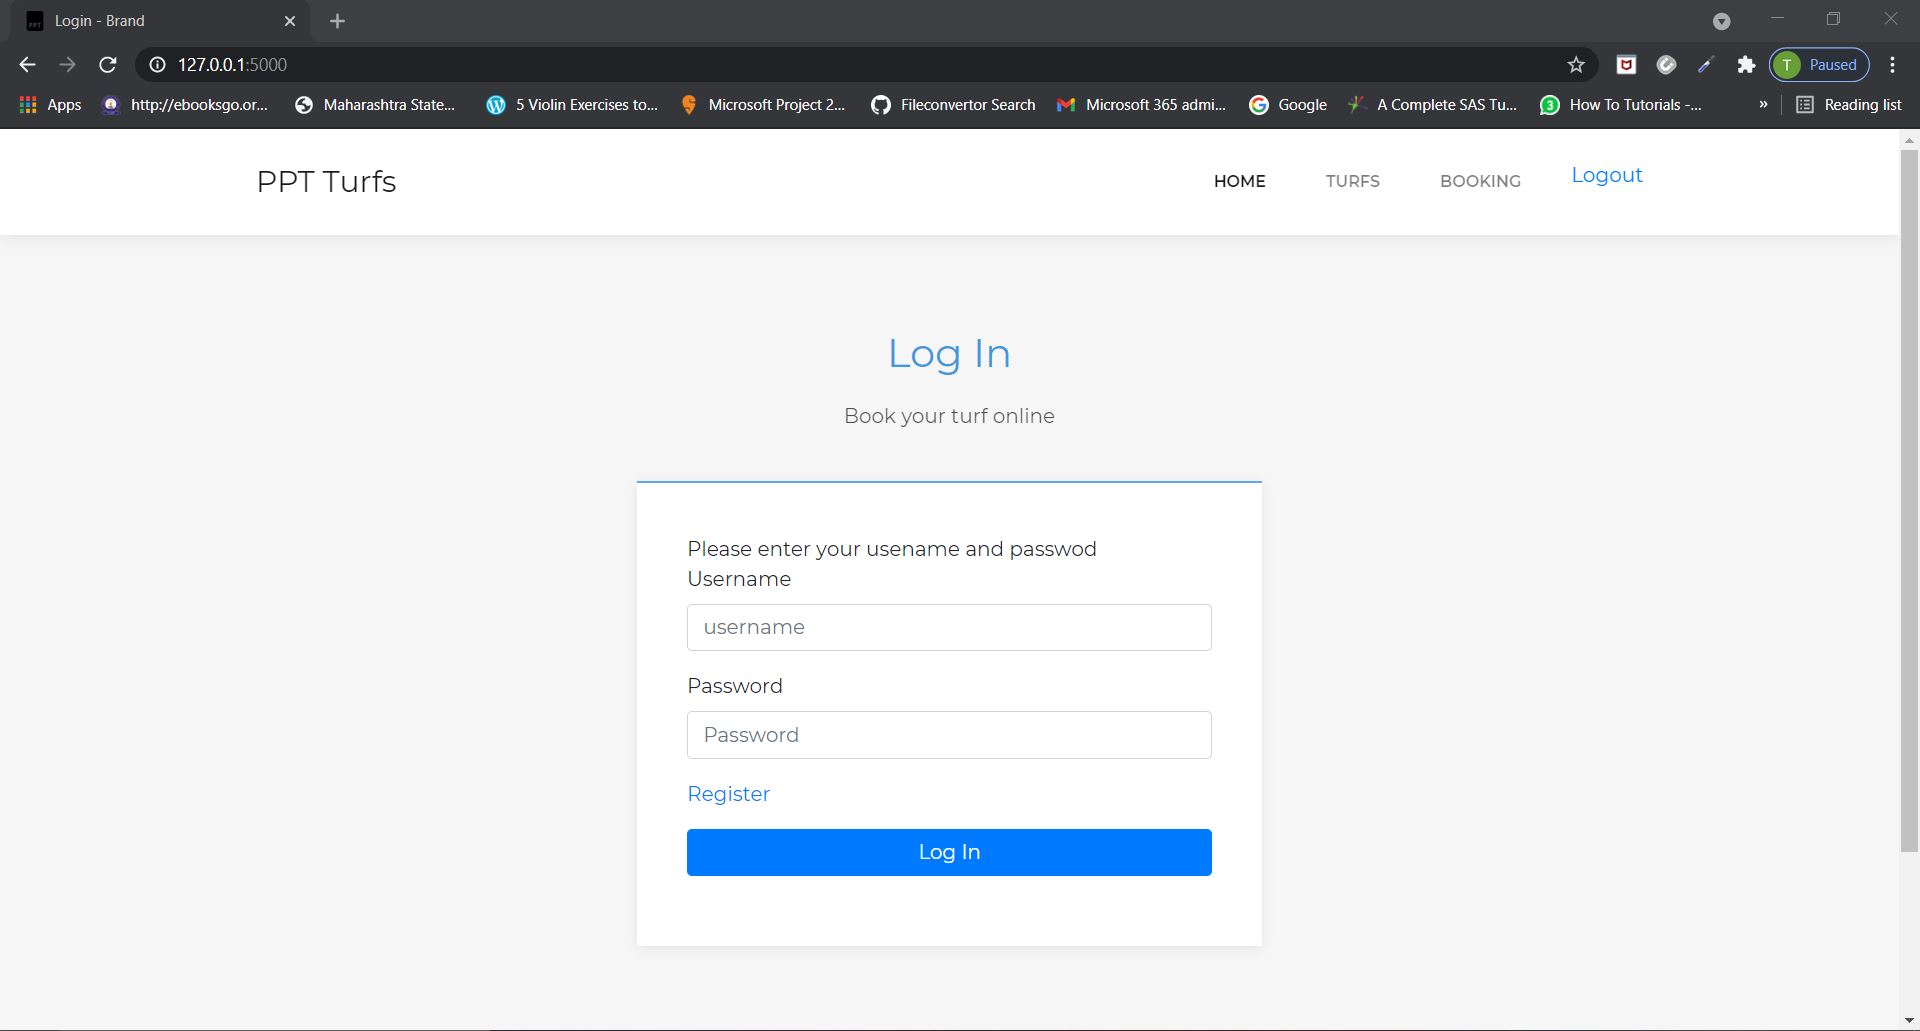 Login - Brand
127.0.0.1:5000
T Paused
Apps http://ebooksgo.or... Maharashtra State... 5 Violin Exercises to... Microsoft Project 2... Fileconvertor Search Microsoft 365 admi... Google A Complete SAS Tu... 3 How To Tutorials -... » Reading list
PPT Turfs HOME TURFS BOOKING Logout
Log In
Book your turf online
Please enter your usename and passwod
Username
username
Password
Password
Register
Log In